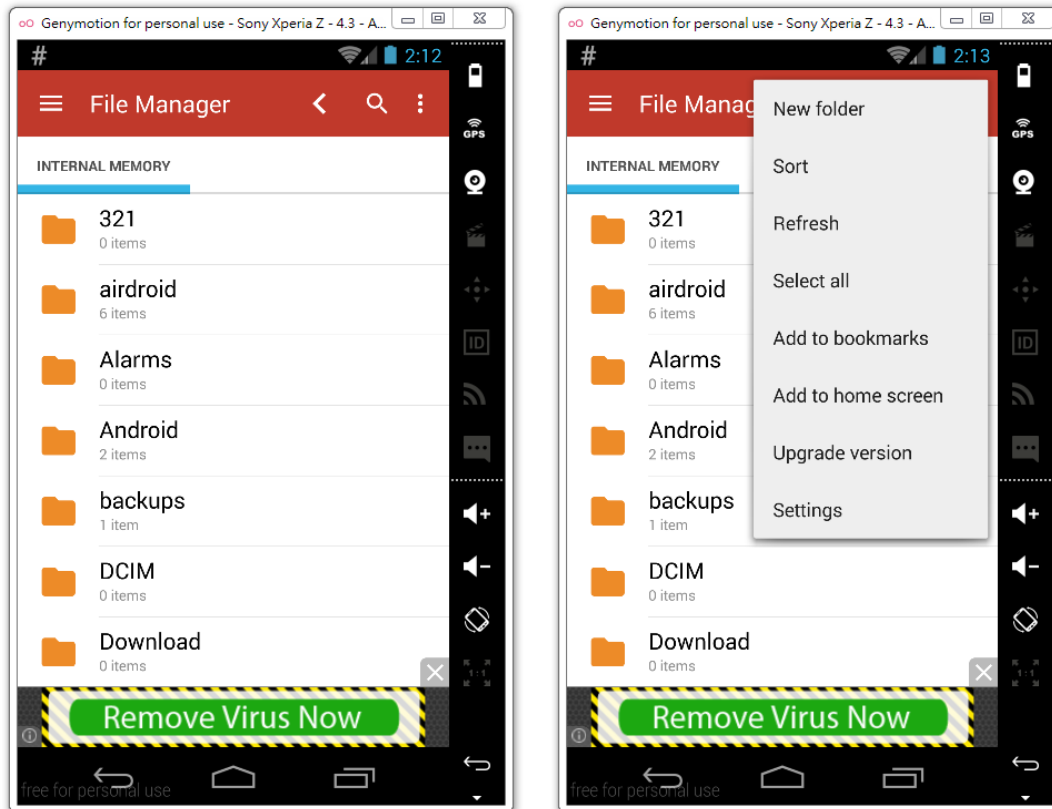 Genymotion for personal use - Sony Xperia Z - 4.3 - A...
# 2:12
File Manager
GPS
INTERNAL MEMORY
321
0 items
airdroid
6 items
ID
Alarms
0 items
Android
2 items
backups
1 item
DCIM
0 items
Download
0 items
1:1
Remove Virus Now
free for personal use
Genymotion for personal use - Sony Xperia Z - 4.3 - A...
# 2:13
File Manag
GPS
INTERNAL MEMORY
321
0 items
airdroid
6 items
ID
Alarms
0 items
Android
2 items
backups
1 item
DCIM
0 items
Download
0 items
1:1
New folder
Sort
Refresh
Select all
Add to bookmarks
Add to home screen
Upgrade version
Settings
Remove Virus Now
free for personal use